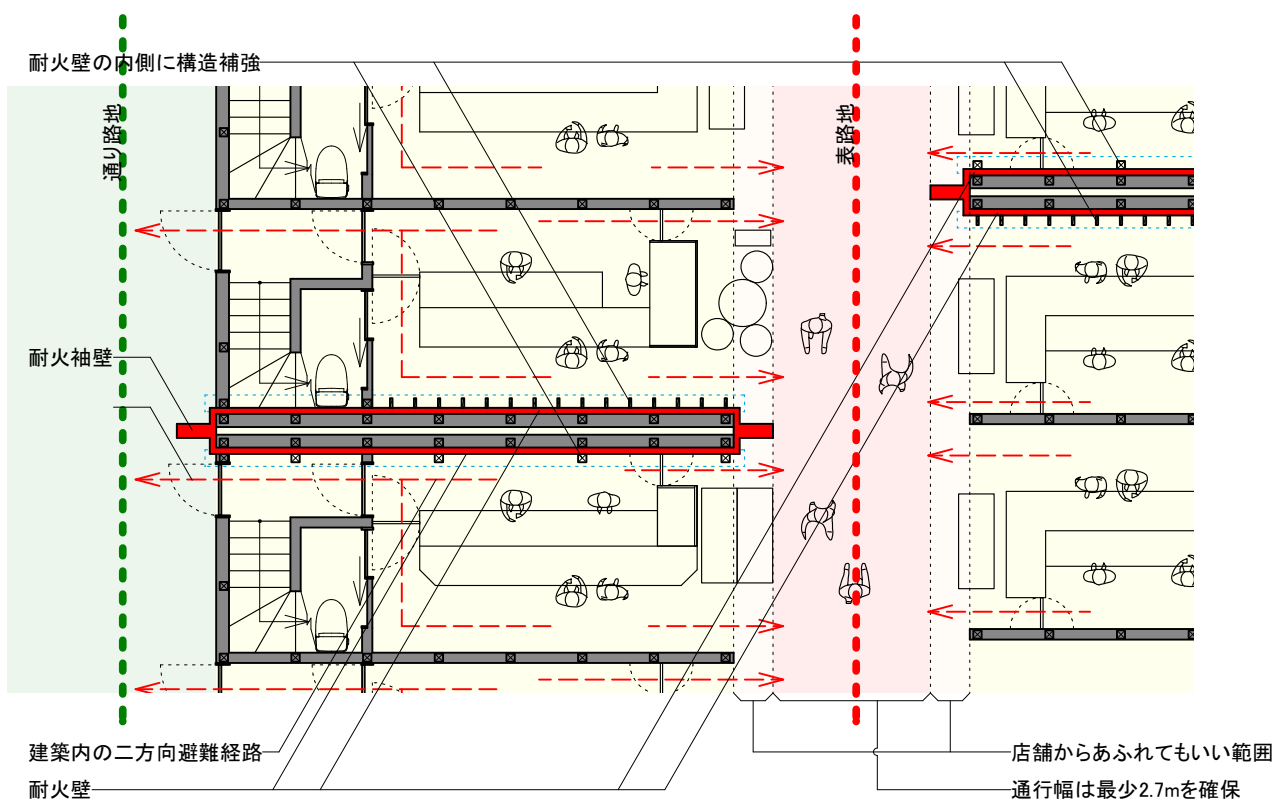 耐火壁の内側に構造補強
通り路地
表路地
耐火袖壁
建築内の二方向避難経路
耐火壁
店舗からあふれてもいい範囲
通行幅は最少2.7mを確保